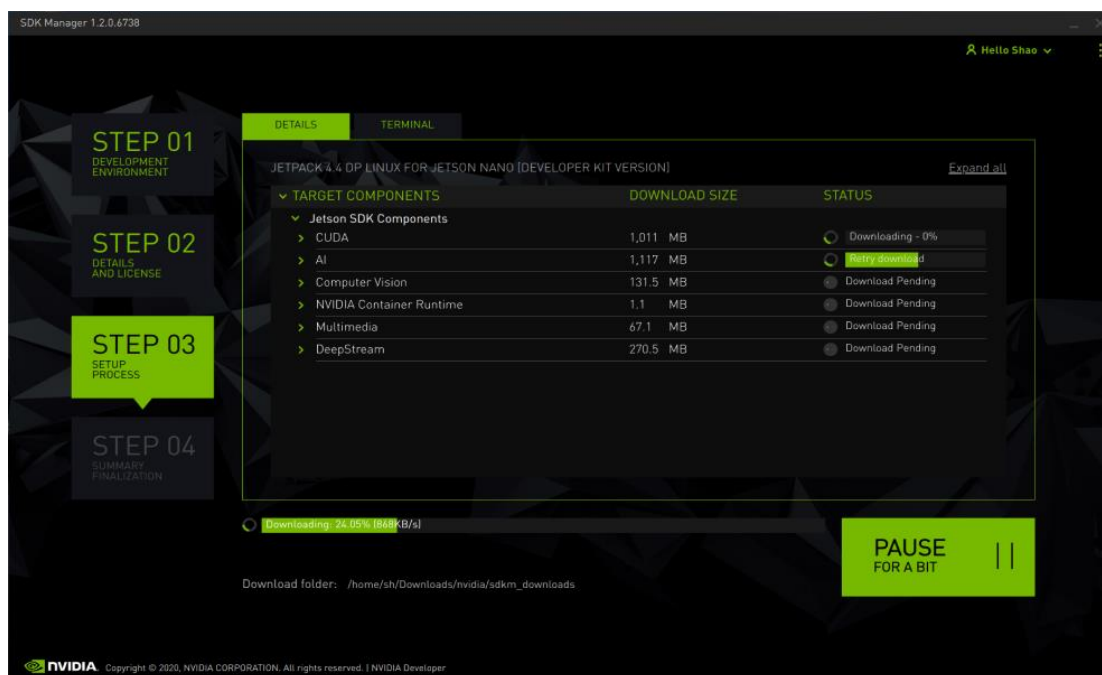 SDK Manager 1.2.0.6738
Hello Shao
STEP 01
DEVELOPMENT
ENVIRONMENT
STEP 02
DETAILS
AND LICENSE
STEP 03
SETUP
PROCESS
STEP 04
SUMMARY
FINALIZATION
DETAILS TERMINAL
JETPACK 4.4 DP LINUX FOR JETSON NANO [DEVELOPER KIT VERSION] Expand all
TARGET COMPONENTS DOWNLOAD SIZE STATUS
Jetson SDK Components
CUDA 1,011 MB Downloading - 0%
AI 1,117 MB Retry download
Computer Vision 131.5 MB Download Pending
NVIDIA Container Runtime 1.1 MB Download Pending
Multimedia 67.1 MB Download Pending
DeepStream 270.5 MB Download Pending
Downloading: 24.05% (868KB/s)
PAUSE
FOR A BIT
Download folder: /home/sh/Downloads/nvidia/sdkm_downloads
NVIDIA. Copyright © 2020, NVIDIA CORPORATION. All rights reserved. | NVIDIA Developer